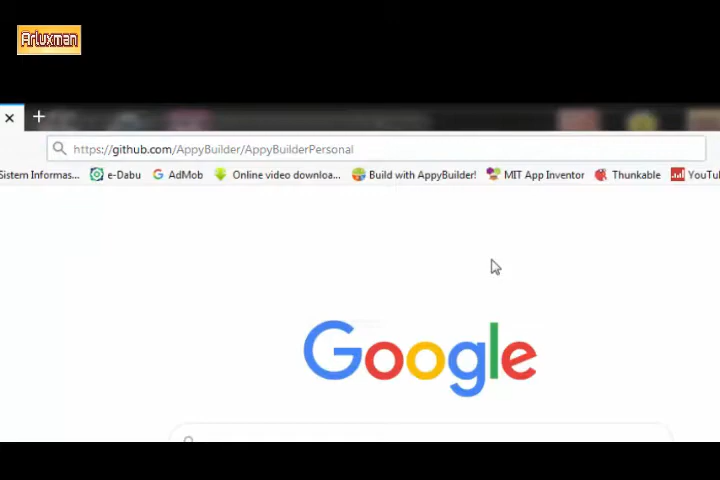 Arluxman
https://github.com/AppyBuilder/AppyBuilderPersonal
Sistem Informas... e-Dabu AdMob Online video downloa... Build with AppyBuilder! MIT App Inventor Thunkable YouTu
Google